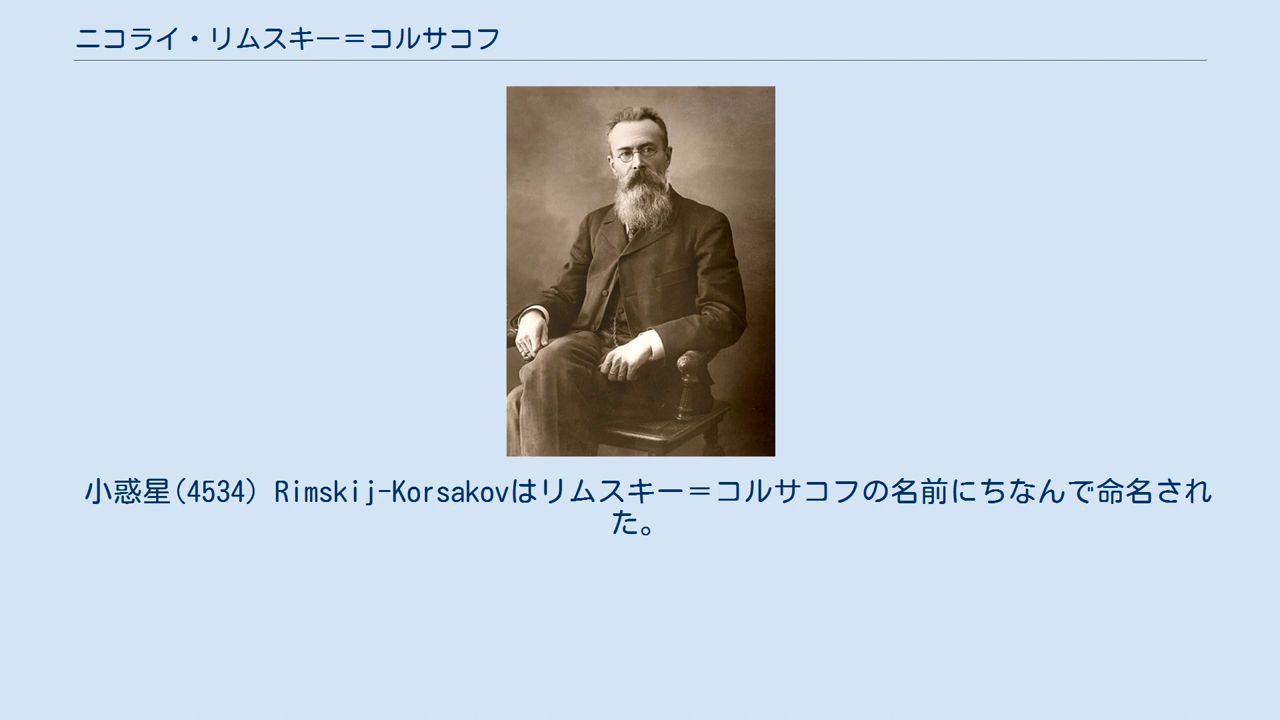 ニコライ・リムスキー＝コルサコフ
小惑星(4534) Rimskij-Korsakovはリムスキー＝コルサコフの名前にちなんで命名され
た。